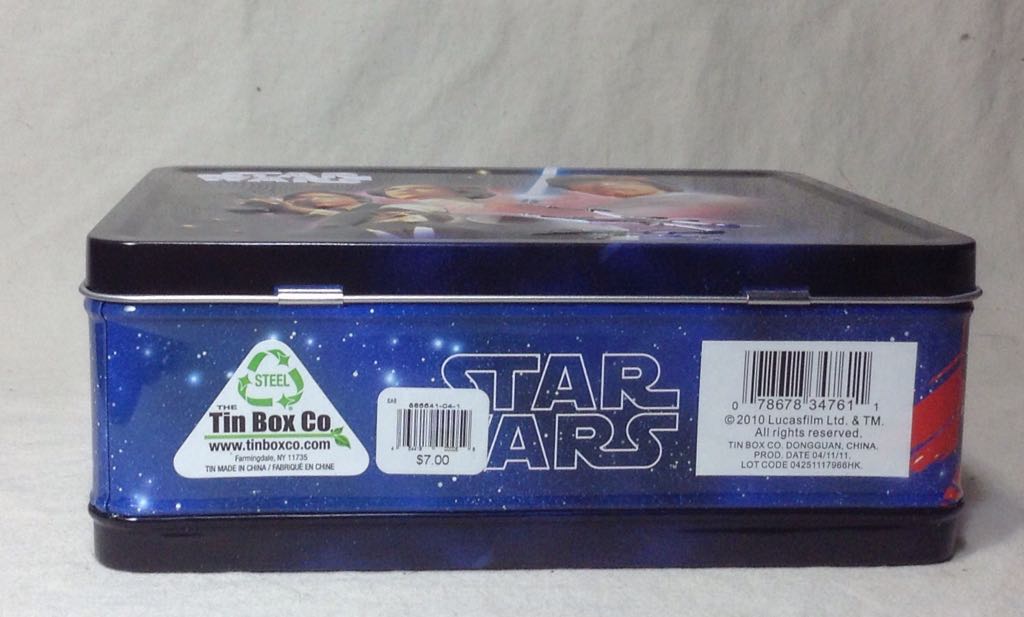 STAR
WARS
STEEL
THE
Tin Box Co.
www.tinboxco.com
Farmingdale, NY 11735
TIN MADE IN CHINA / FABRIQUÉ EN CHINE
$7.00
STAR
WARS
0 78678 34761 1
© 2010 Lucasfilm Ltd. & TM.
All rights reserved.
TIN BOX CO. DONGGUAN, CHINA.
PROD. DATE 04/11/11.
LOT CODE 04251117966HK.